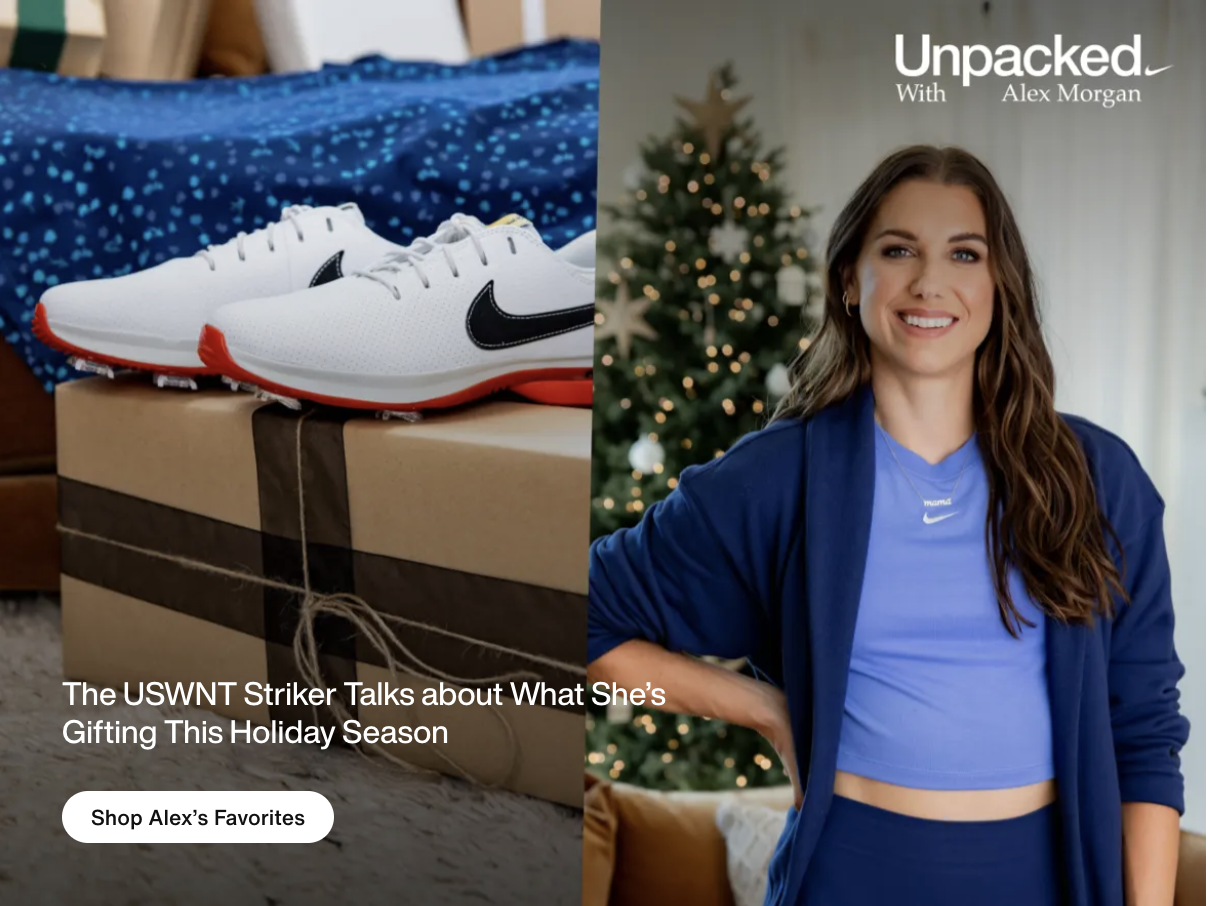 Unpacked.
With Alex Morgan
mama
The USWNT Striker Talks about What She’s
Gifting This Holiday Season
Shop Alex’s Favorites